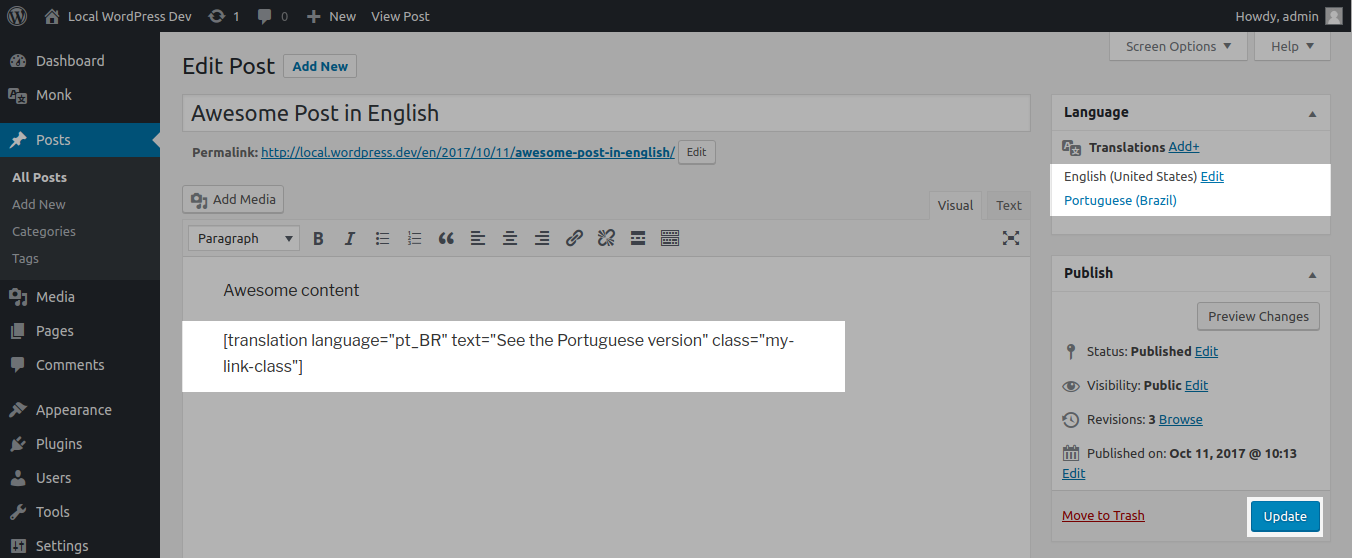 Local WordPress Dev 1 0 New View Post Howdy, admin
Dashboard
Monk
Posts
All Posts
Add New
Categories
Tags
Media
Pages
Comments
Appearance
Plugins
Users
Tools
Settings
Screen Options Help
Edit Post Add New
Awesome Post in English
Permalink: http://local.wordpress.dev/en/2017/10/11/awesome-post-in-english/ Edit
Add Media
Visual Text
Paragraph
Awesome content
[translation language="pt_BR" text="See the Portuguese version" class="my-
link-class"]
Language
Translations Add+
English (United States) Edit
Portuguese (Brazil)
Publish
Preview Changes
Status: Published Edit
Visibility: Public Edit
Revisions: 3 Browse
Published on: Oct 11, 2017 @ 10:13
Edit
Move to Trash Update